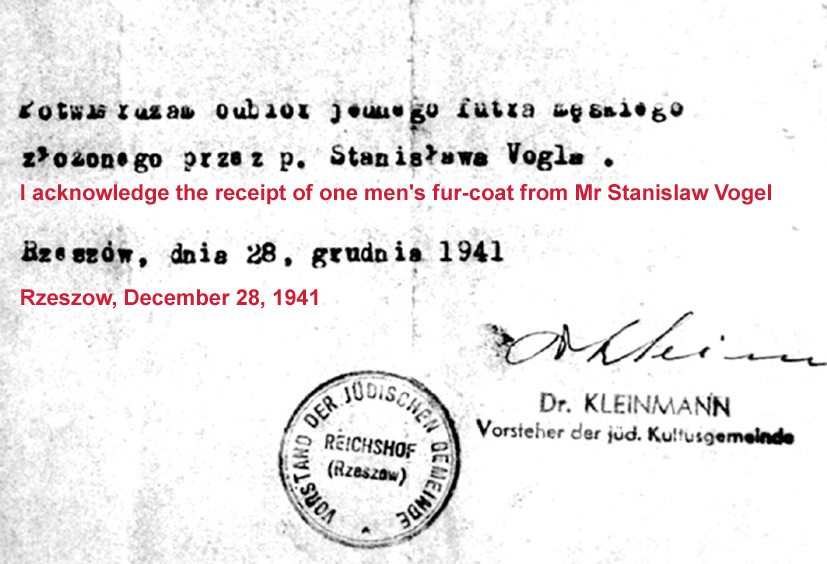 Potwierdzam odbiór jednego futra męskiego
złożonego przez p. Stanisława Vogla .
I acknowledge the receipt of one men's fur-coat from Mr Stanislaw Vogel
Rzeszów, dnia 28, grudnia 1941
Rzeszow, December 28, 1941
Dr. KLEINMANN
Vorsteher der jüd. Kultusgemeinde
VORSTAND DER JÜDISCHEN GEMEINDE
REICHSHOF
(Rzeszow)